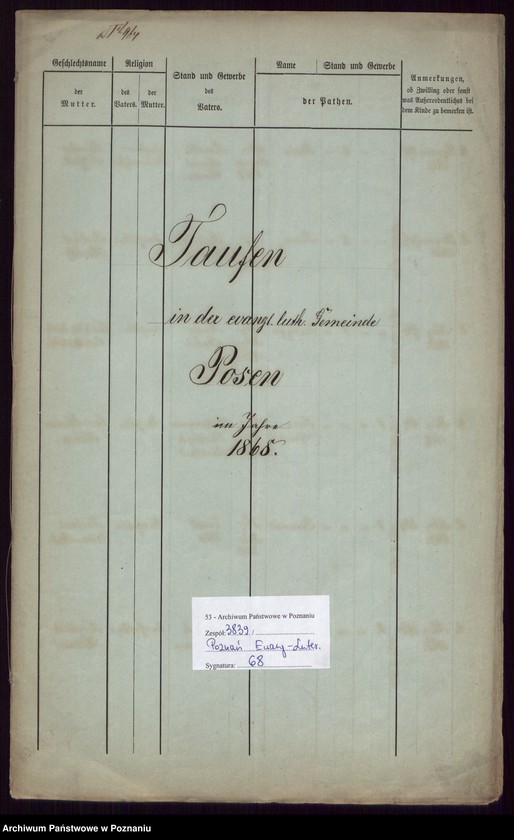 Geschlechtsname
der
Mutter.
Religion
des Vaters.
der Mutter.
Stand und Gewerbe
des
Vaters.
Name
Stand und Gewerbe
der Pathen.
Anmerkungen,
ob Zwilling oder sonst
was Außerordentliches bei
dem Kinde zu bemerken ist.
Taufen
in der evangl. luth. Gemeinde
Posen
im Jahre
1865.
53 - Archiwum Państwowe w Poznaniu
Zespół: 3839,
Poznań Ewang-Luter.
Sygnatura: 68
Archiwum Państwowe w Poznaniu